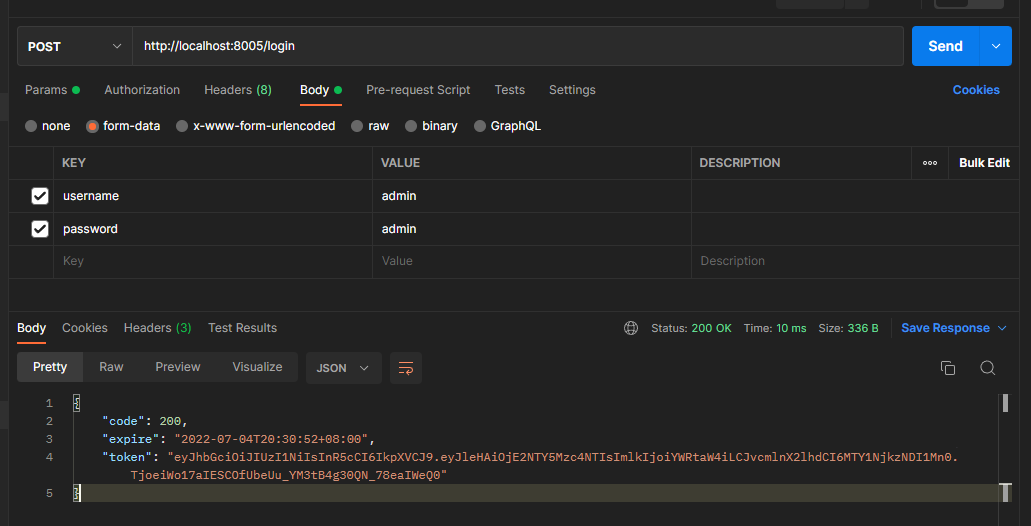 POST http://localhost:8005/login Send
Params Authorization Headers (8) Body Pre-request Script Tests Settings Cookies
none form-data x-www-form-urlencoded raw binary GraphQL
KEY VALUE DESCRIPTION Bulk Edit
username admin
password admin
Key Value Description
Body Cookies Headers (3) Test Results Status: 200 OK Time: 10 ms Size: 336 B Save Response
Pretty Raw Preview Visualize JSON
1 {
2 "code": 200,
3 "expire": "2022-07-04T20:30:52+08:00",
4 "token": "eyJhbGciOiJIUzI1NiIsInR5cCI6IkpXVCJ9.eyJleHAiOjE2NTY5Mzc4NTIsImlkIjoiYWRtaW4iLCJvcmlnX2lhdCI6MTY1NjkzNDI1Mn0.
TjoeiWo17aIESCOfUbeUu_YM3tB4g30QN_78eaIWeQ0"
5 }